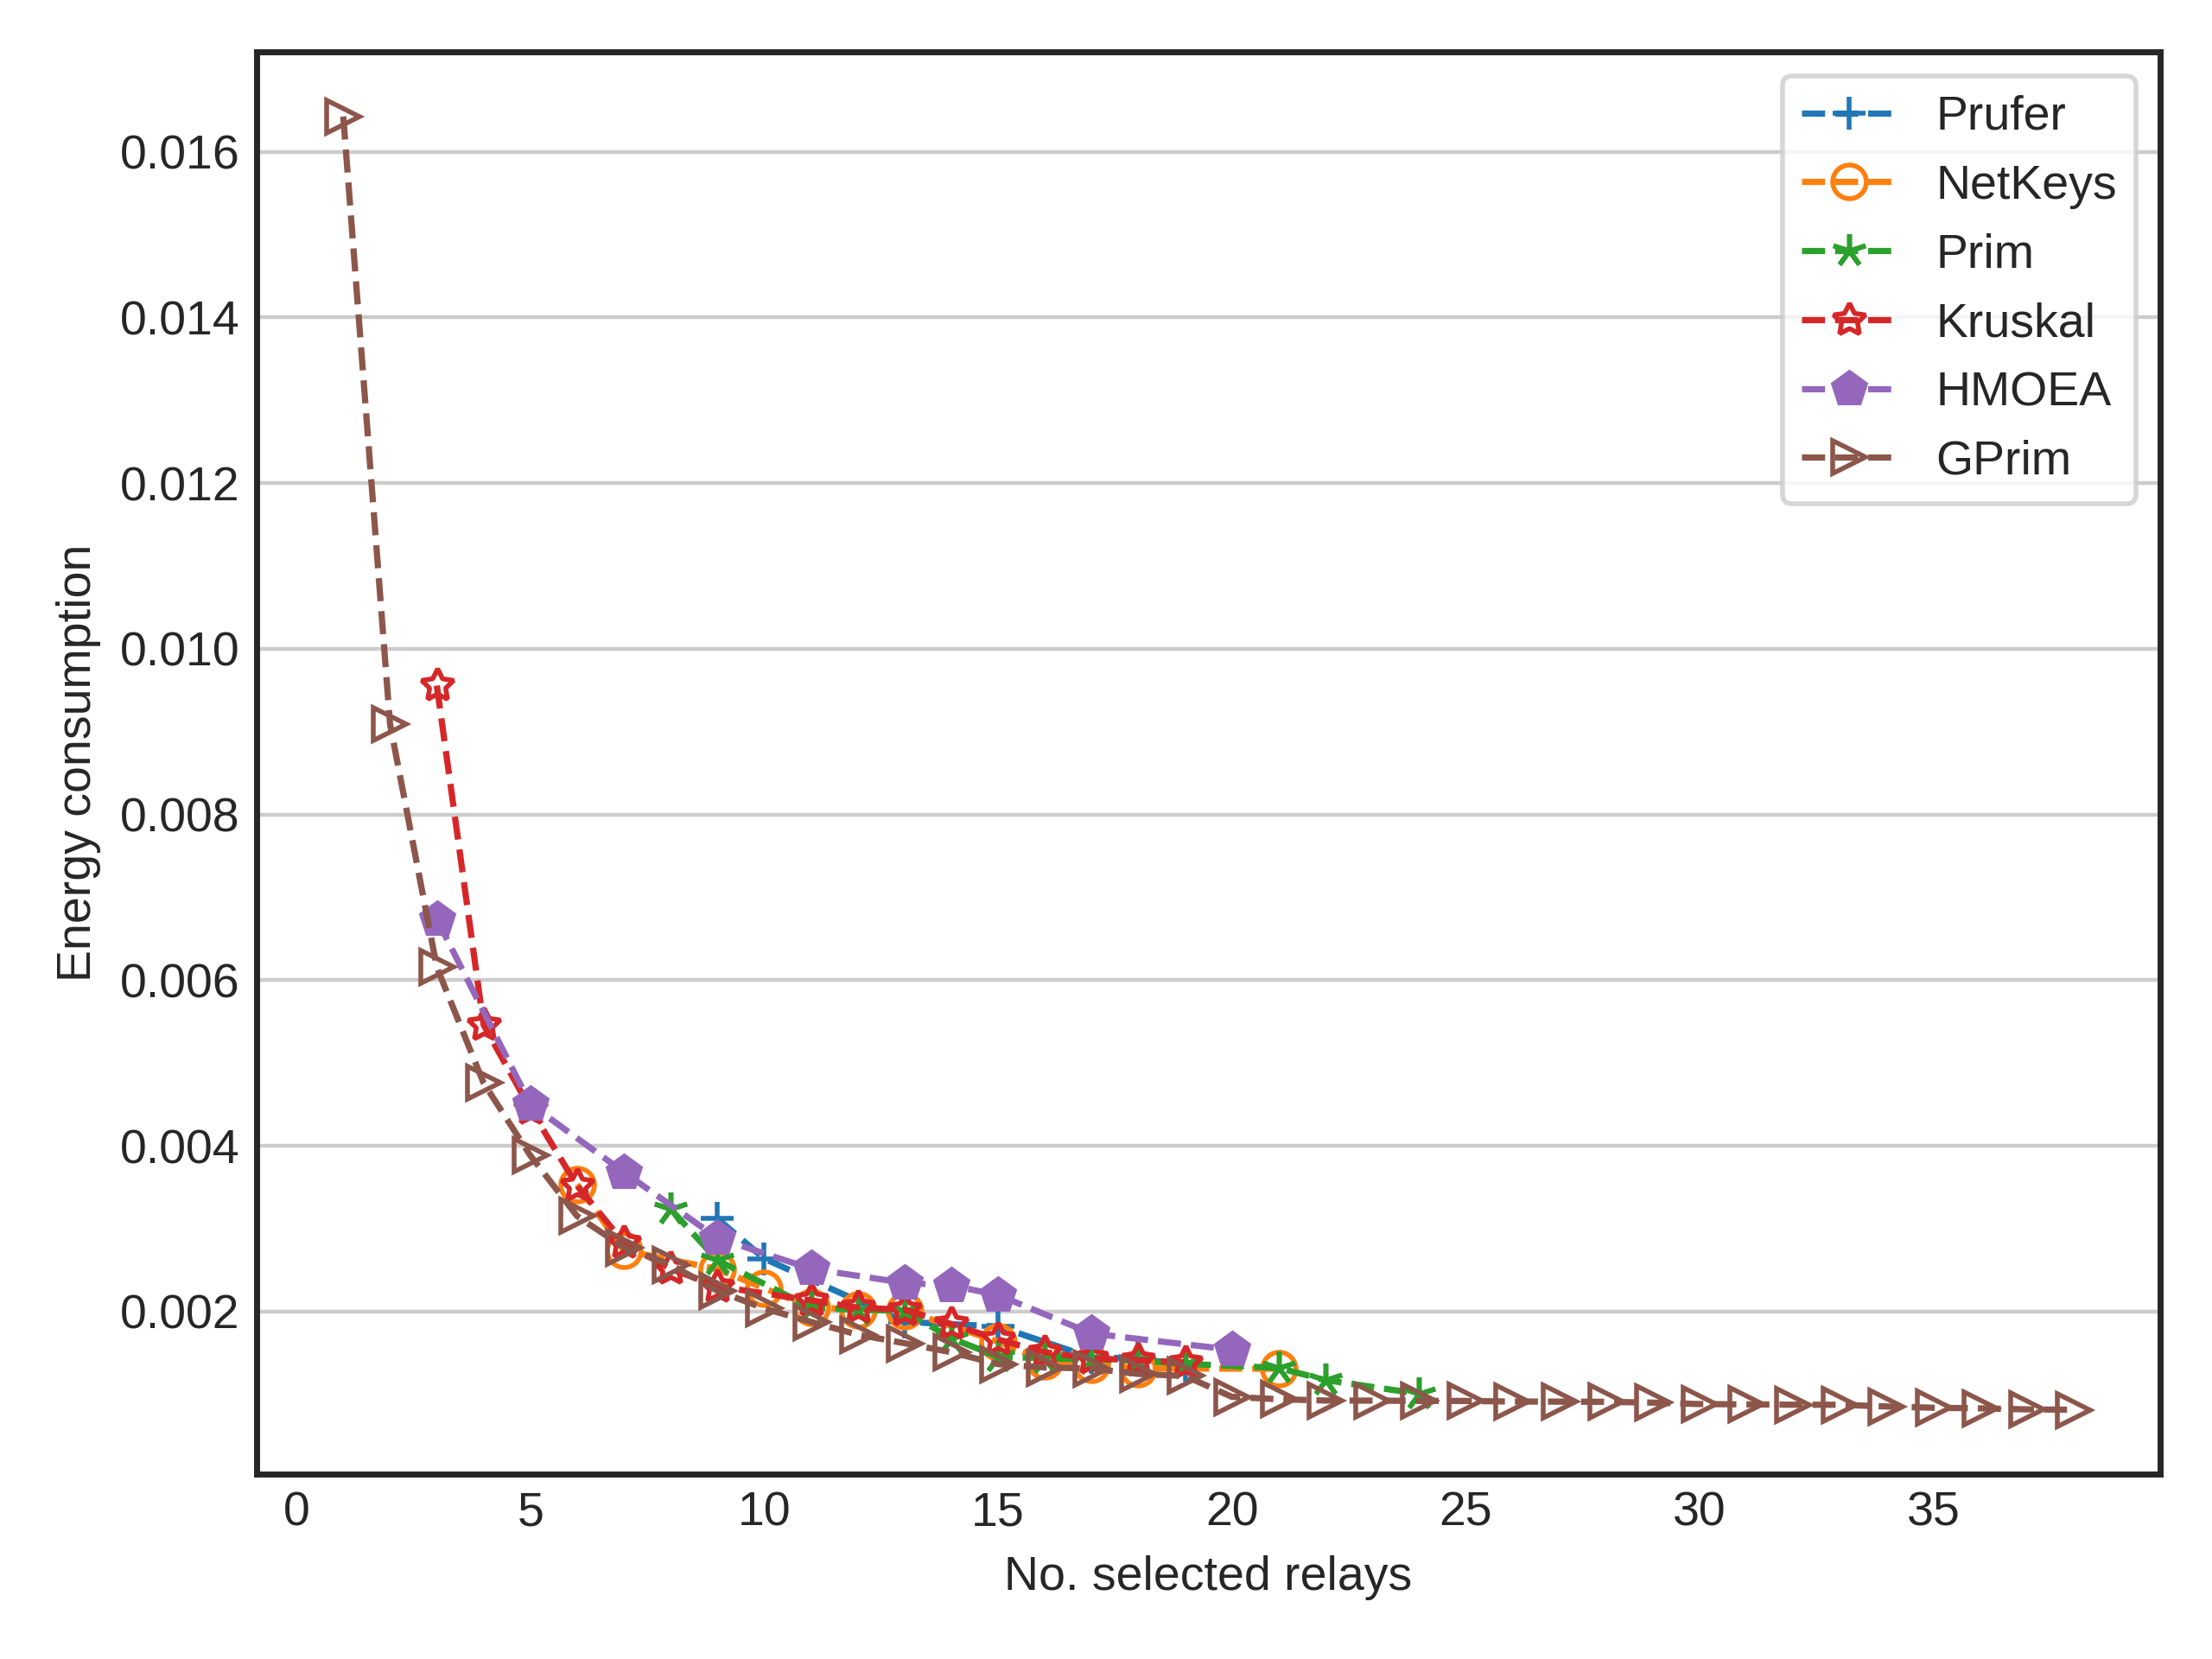 Prufer
NetKeys
Prim
Kruskal
HMOEA
GPrim
Energy consumption
0.016
0.014
0.012
0.010
0.008
0.006
0.004
0.002
0 5 10 15 20 25 30 35
No. selected relays